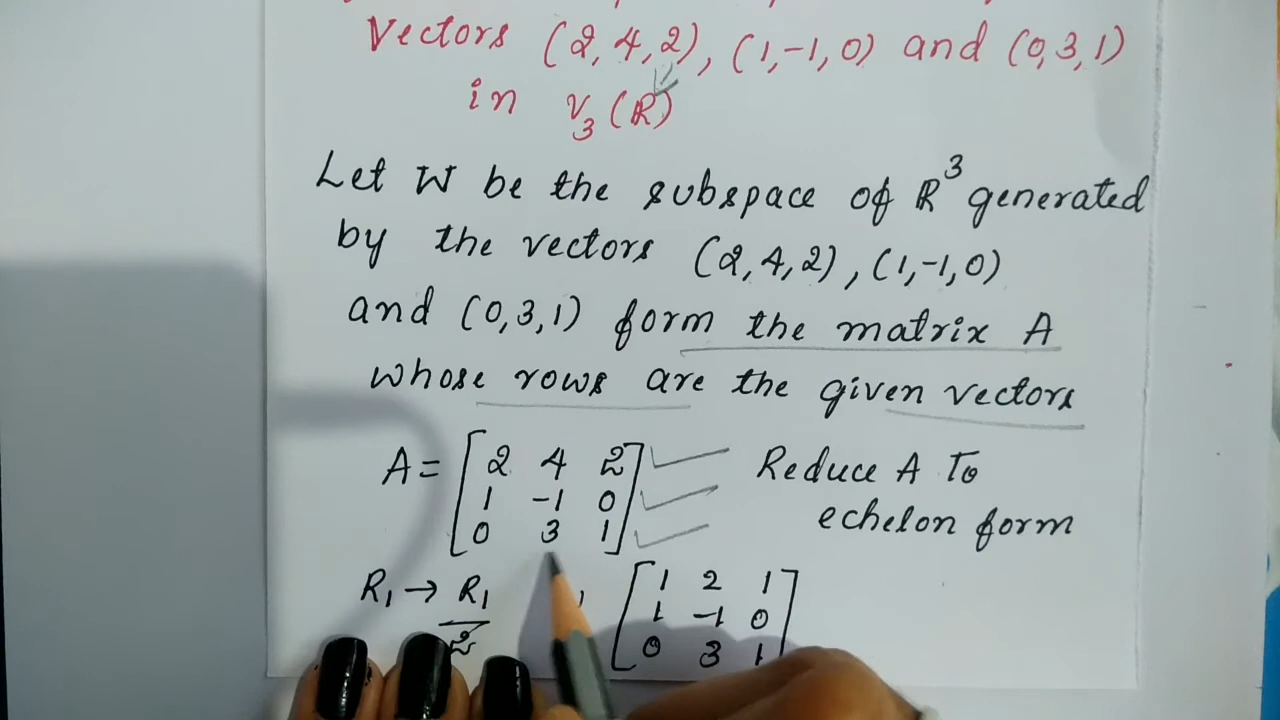 Vectors (2,4,2), (1,-1,0) and (0,3,1)
in V3 (R)
Let W be the subspace of R^3 generated
by the vectors (2,4,2), (1,-1,0)
and (0,3,1) form the matrix A
whose rows are the given vectors
A= [2 4 2
1 -1 0
0 3 1]
Reduce A To
echelon form
R1 → R1/2
[1 2 1
1 -1 0
0 3 1]